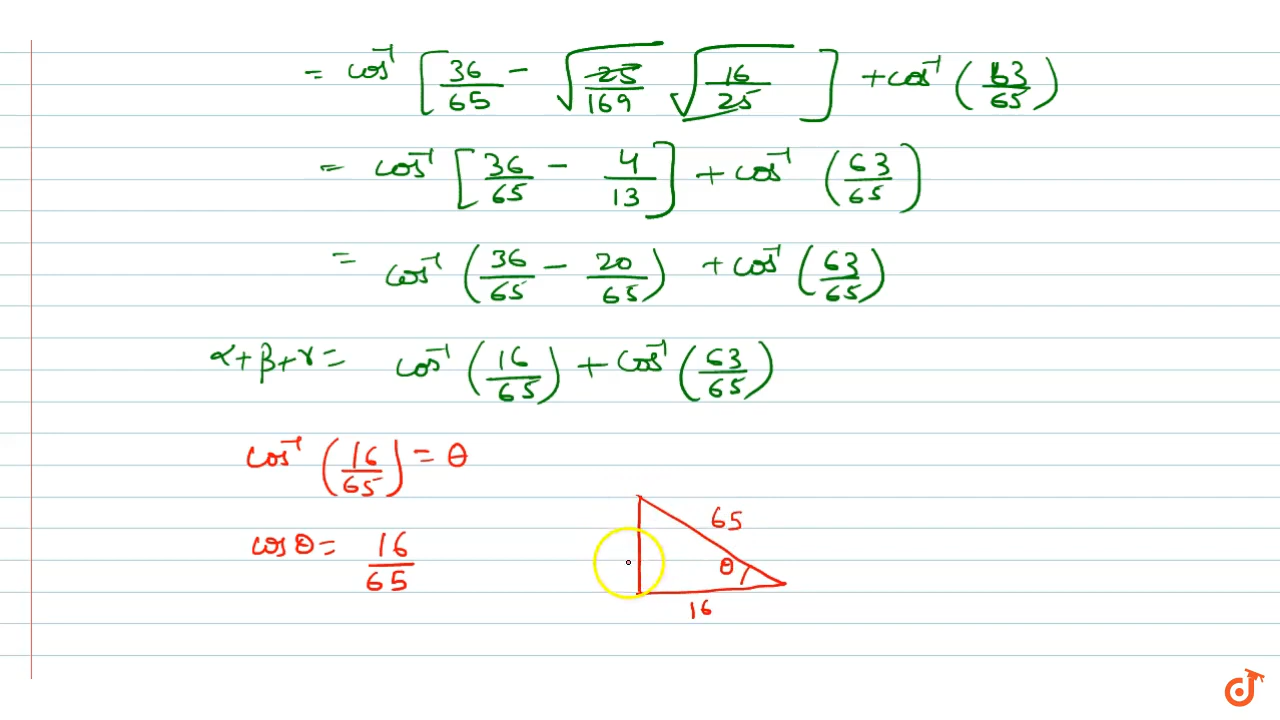 = cos⁻¹ [36/65 - √(25/169) √(16/25)] + cos⁻¹ (63/65)
= cos⁻¹ [36/65 - 4/13] + cos⁻¹ (63/65)
= cos⁻¹ (36/65 - 20/65) + cos⁻¹ (63/65)
α+β+γ= cos⁻¹ (16/65) + cos⁻¹ (63/65)
cos⁻¹ (16/65) = θ
65
cos θ = 16/65
θ
16